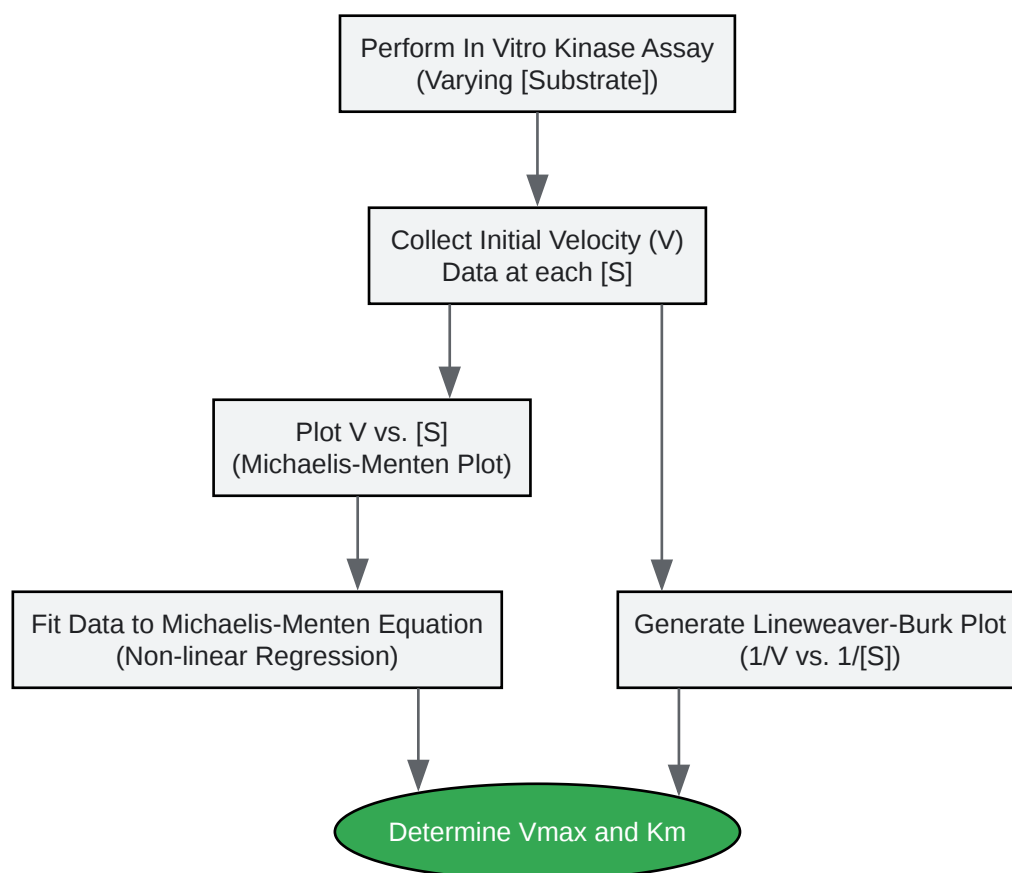 Perform In Vitro Kinase Assay
(Varying [Substrate])
Collect Initial Velocity (V)
Data at each [S]
Plot V vs. [S]
(Michaelis-Menten Plot)
Fit Data to Michaelis-Menten Equation
(Non-linear Regression)
Generate Lineweaver-Burk Plot
(1/V vs. 1/[S])
Determine Vmax and Km